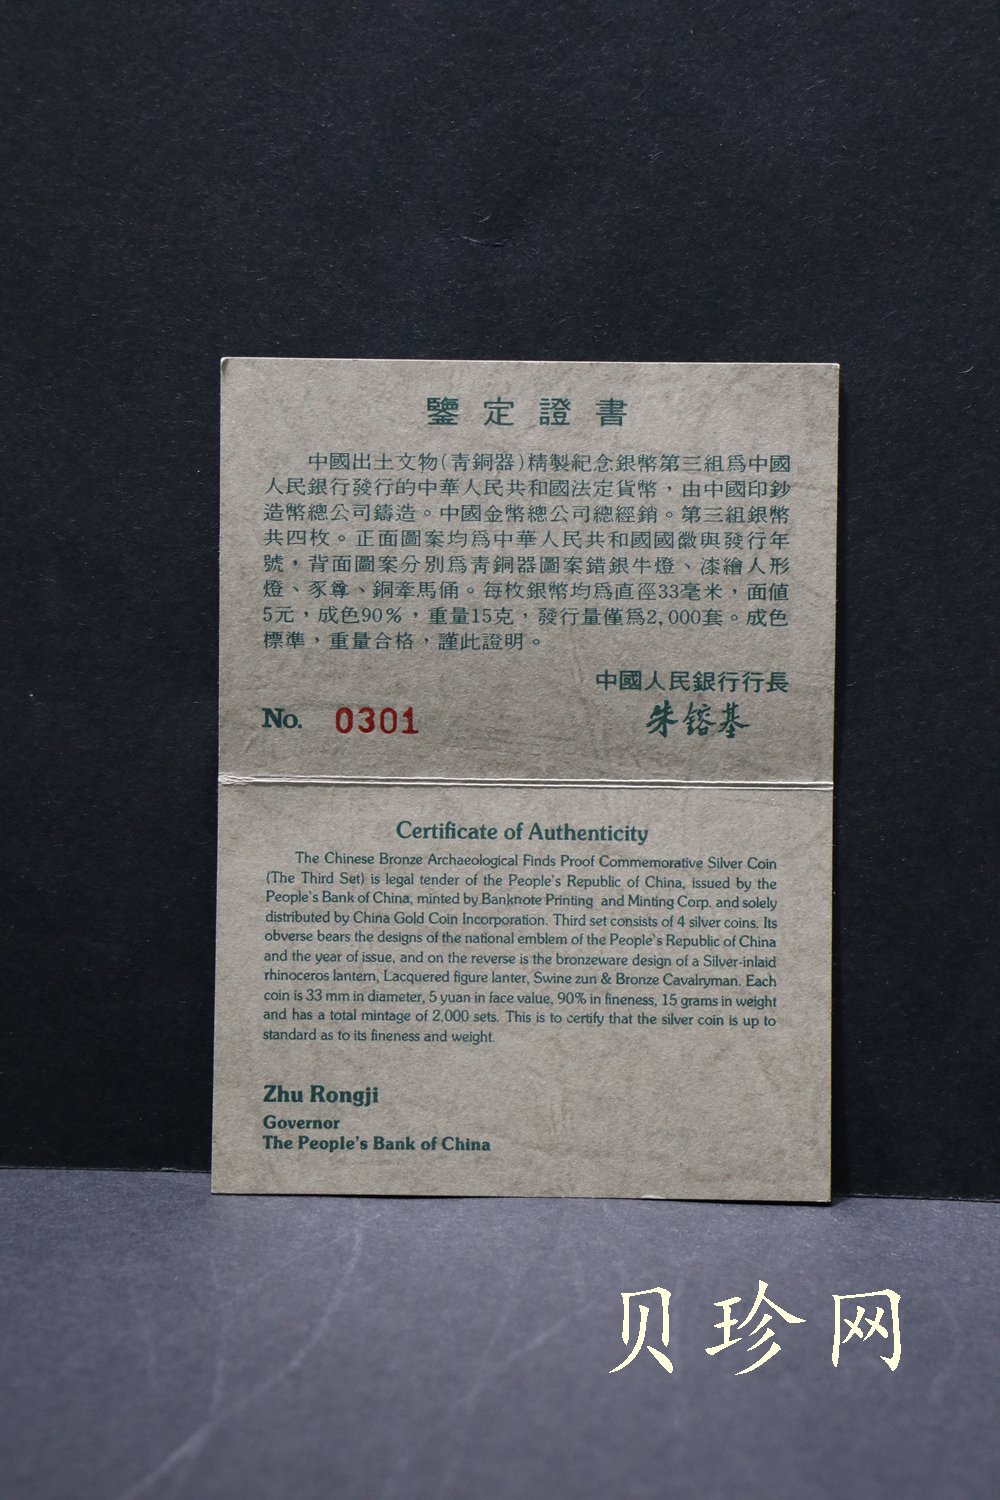 鑒定證書
中國出土文物(青銅器)精製紀念銀幣第三組爲中國
人民銀行發行的中華人民共和國法定貨幣，由中國印鈔
造幣總公司鑄造。中國金幣總公司總經銷。第三組銀幣
共四枚。正面圖案均爲中華人民共和國國徽與發行年
號，背面圖案分別爲青銅器圖案錯銀牛燈、漆繪人形
燈、豕尊、銅牽馬俑。每枚銀幣均爲直徑33毫米，面値
5元，成色90%，重量15克，發行量僅爲2,000套。成色
標準，重量合格，謹此證明。
中國人民銀行行長
No. 0301 朱鎔基
Certificate of Authenticity
The Chinese Bronze Archaeological Finds Proof Commemorative Silver Coin
(The Third Set) is legal tender of the People's Republic of China, issued by the
People's Bank of China, minted by Banknote Printing and Minting Corp. and solely
distributed by China Gold Coin Incorporation. Third set consists of 4 silver coins. Its
obverse bears the designs of the national emblem of the People's Republic of China
and the year of issue, and on the reverse is the bronzeware design of a Silver-inlaid
rhinoceros lantern, Lacquered figure lanter, Swine zun & Bronze Cavalryman. Each
coin is 33 mm in diameter, 5 yuan in face value, 90% in fineness, 15 grams in weight
and has a total mintage of 2,000 sets. This is to certify that the silver coin is up to
standard as to its fineness and weight.
Zhu Rongji
Governor
The People's Bank of China
贝珍网